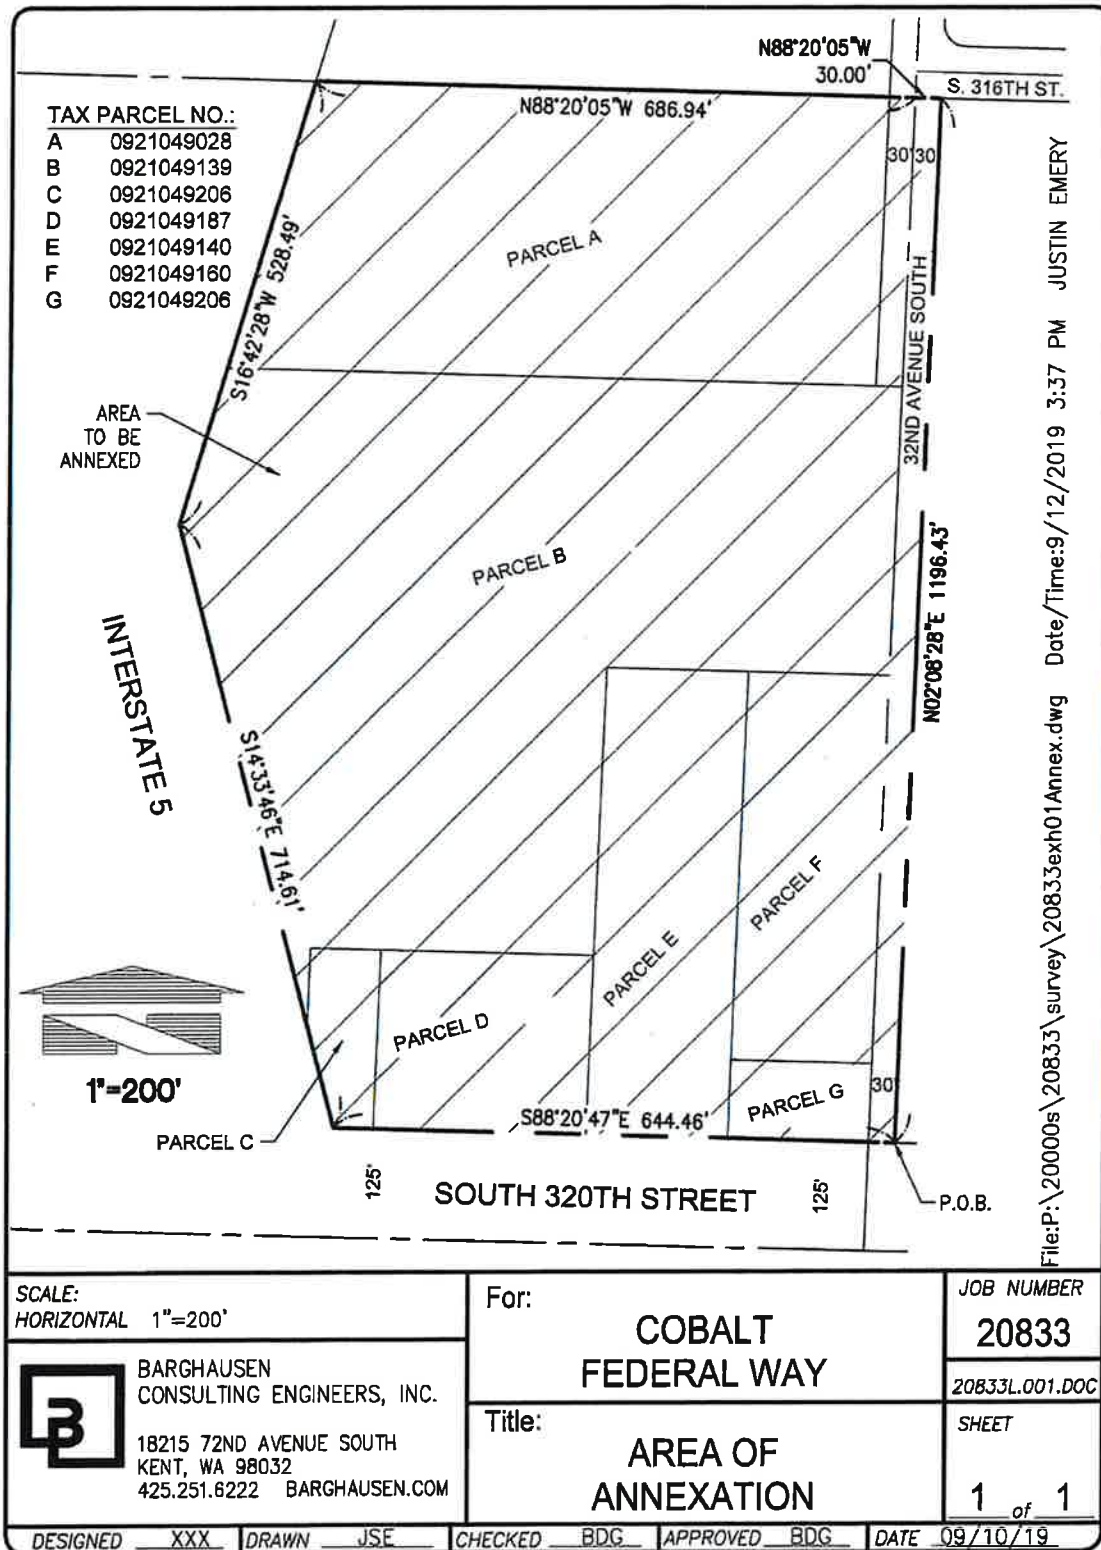 N88°20'05"W
30.00'
S. 316TH ST.
N88°20'05"W 686.94'
TAX PARCEL NO.:
A 0921049028
B 0921049139
C 0921049206
D 0921049187
E 0921049140
F 0921049160
G 0921049206
30' 30
PARCEL A
S16°42'28"W 528.49'
32ND AVENUE SOUTH
AREA
TO BE
ANNEXED
PARCEL B
N02°08'28"E 1196.43'
INTERSTATE 5
S14°33'46"E 714.61'
PARCEL F
PARCEL E
PARCEL D
1"=200'
PARCEL C
PARCEL G
30'
S88°20'47"E 644.46'
125'
SOUTH 320TH STREET
125'
P.O.B.
File:P:\20000s\20833\survey\20833exh01Annex.dwg Date/Time:9/12/2019 3:37 PM JUSTIN EMERY
SCALE:
HORIZONTAL 1"=200'
For:
COBALT
FEDERAL WAY
JOB NUMBER
20833
20833L.001.DOC
B
BARGHAUSEN
CONSULTING ENGINEERS, INC.
18215 72ND AVENUE SOUTH
KENT, WA 98032
425.251.6222 BARGHAUSEN.COM
Title:
AREA OF
ANNEXATION
SHEET
1 of 1
DESIGNED XXX DRAWN JSE CHECKED BDG APPROVED BDG DATE 09/10/19